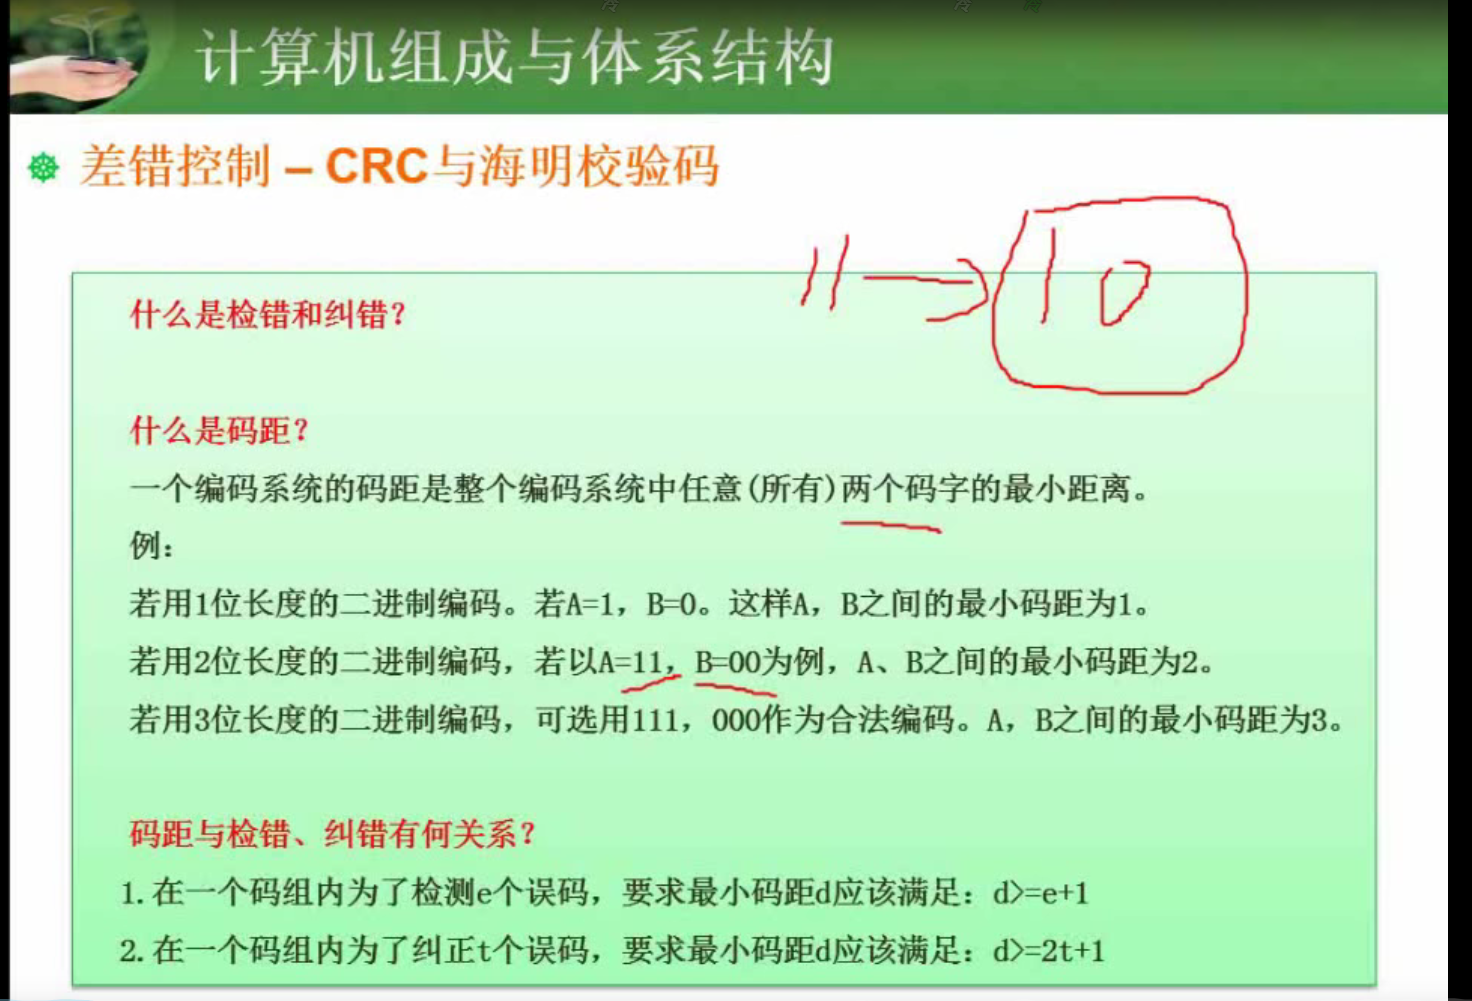 计算机组成与体系结构
差错控制 – CRC与海明校验码
11→10
什么是检错和纠错？
什么是码距？
一个编码系统的码距是整个编码系统中任意(所有)两个码字的最小距离。
例：
若用1位长度的二进制编码。若A=1，B=0。这样A，B之间的最小码距为1。
若用2位长度的二进制编码，若以A=11，B=00为例，A、B之间的最小码距为2。
若用3位长度的二进制编码，可选用111，000作为合法编码。A，B之间的最小码距为3。
码距与检错、纠错有何关系？
1.在一个码组内为了检测e个误码，要求最小码距d应该满足：d>=e+1
2.在一个码组内为了纠正t个误码，要求最小码距d应该满足：d>=2t+1